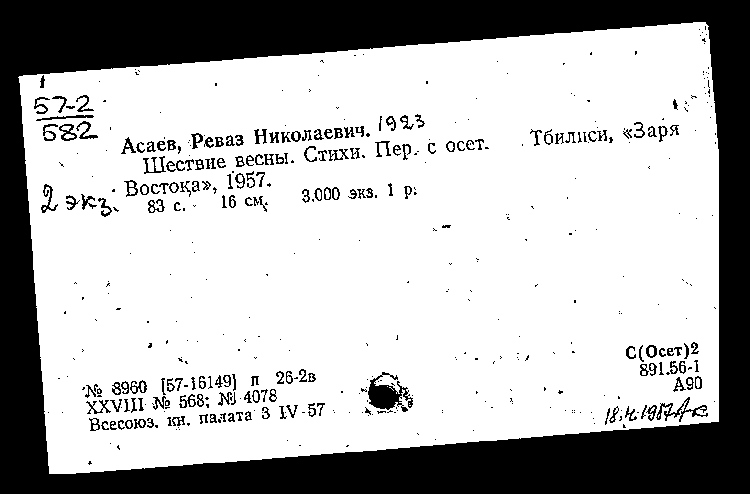 57-2
582
Асаев, Реваз Николаевич. 1923
Шествие весны. Стихи. Пер. с осет. Тбилиси, «Заря
Востока», 1957.
2 экз.
83 с. 16 см. 3.000 экз. 1 р.
С(Осет)2
891.56-1
А90
№ 8960 [57-16149] п 26-2в
XXVIII № 568; № 4078
Всесоюз. кн. палата 3 IV-57